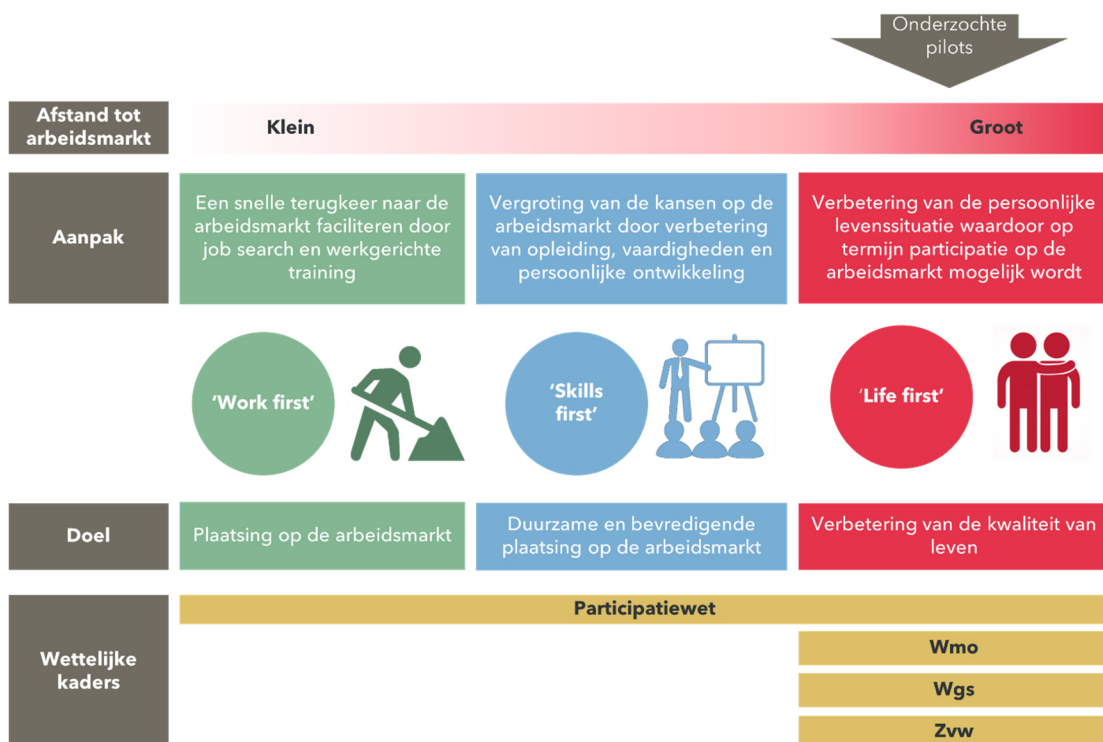 Onderzochte
pilots
Afstand tot
arbeidsmarkt
Klein
Groot
Aanpak
Een snelle terugkeer naar de
arbeidsmarkt faciliteren door
job search en werkgerichte
training
Vergroting van de kansen op de
arbeidsmarkt door verbetering
van opleiding, vaardigheden en
persoonlijke ontwikkeling
Verbetering van de persoonlijke
levenssituatie waardoor op
termijn participatie op de
arbeidsmarkt mogelijk wordt
‘Work first’
‘Skills
first’
‘Life first’
Doel
Plaatsing op de arbeidsmarkt
Duurzame en bevredigende
plaatsing op de arbeidsmarkt
Verbetering van de kwaliteit van
leven
Wettelijke
kaders
Participatiewet
Wmo
Wgs
Zvw